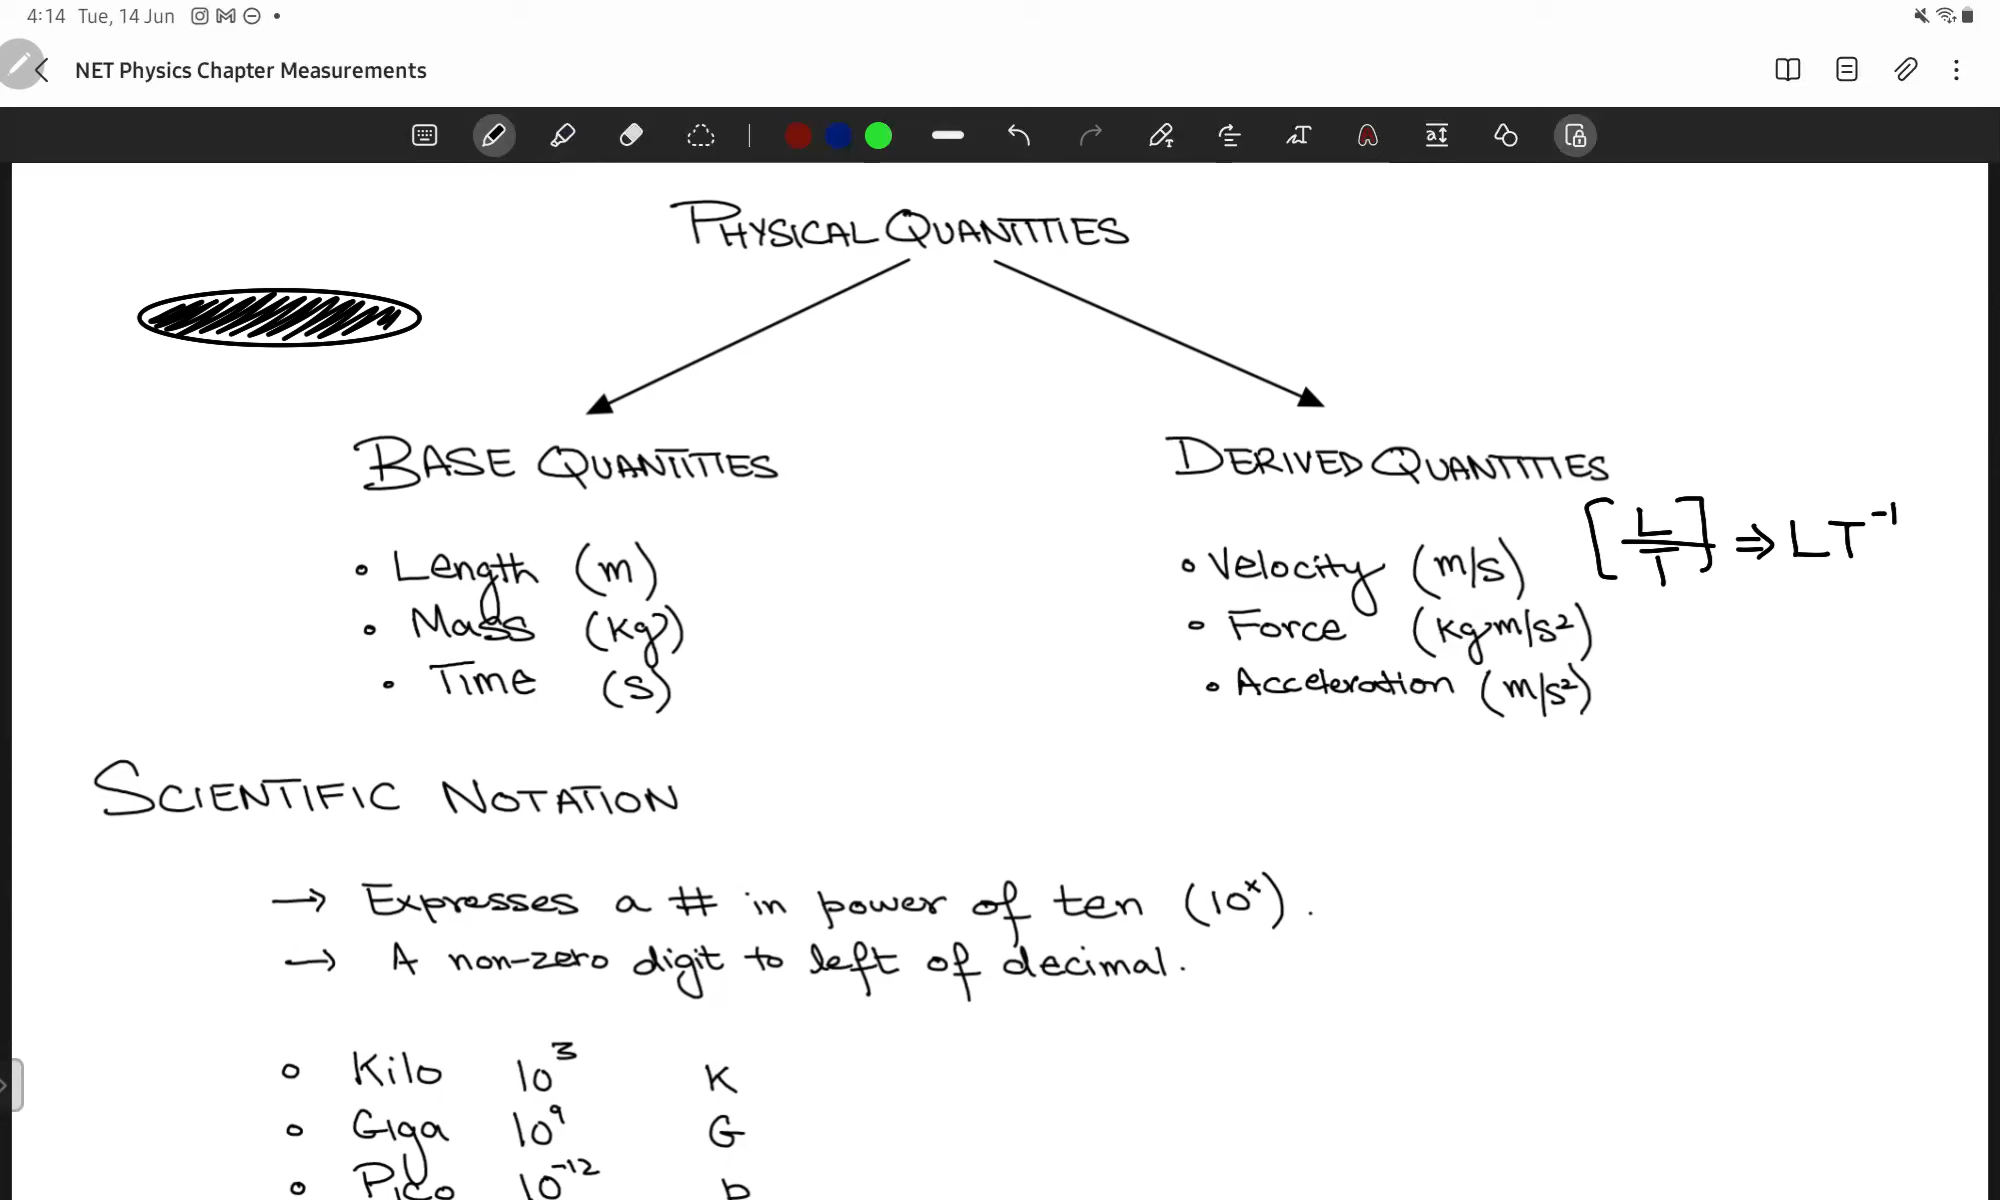 4:14 Tue, 14 Jun
NET Physics Chapter Measurements
PHYSICAL QUANTITIES
BASE QUANTITIES
• Length (m)
• Mass (kg)
• Time (s)
DERIVED QUANTITIES
• Velocity (m/s) [L/T] ⇒ LT⁻¹
• Force (kgm/s²)
• Acceleration (m/s²)
SCIENTIFIC NOTATION
→ Expresses a # in power of ten (10ˣ).
→ A non-zero digit to left of decimal.
• Kilo 10³ K
• Giga 10⁹ G
• Pico 10⁻¹² p